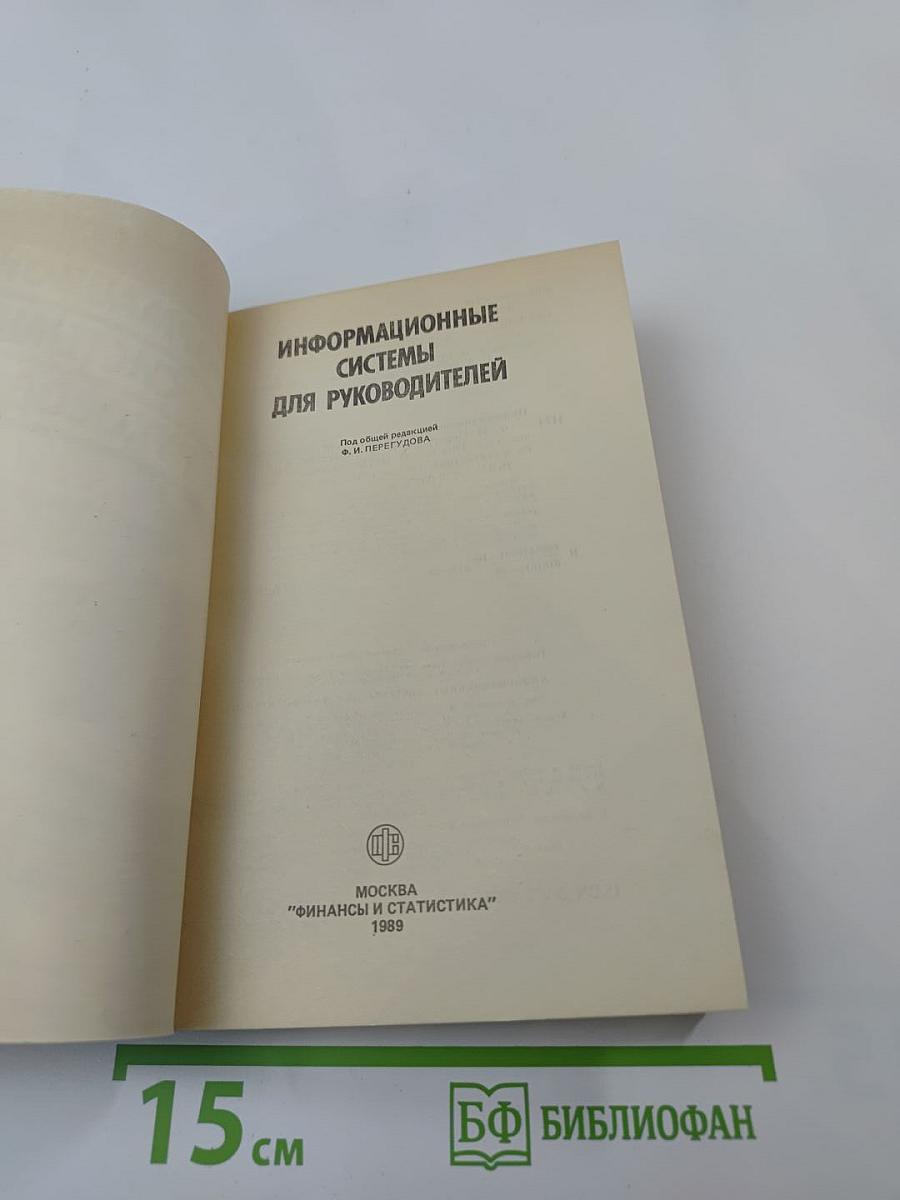 ИНФОРМАЦИОННЫЕ
СИСТЕМЫ
ДЛЯ РУКОВОДИТЕЛЕЙ
Под общей редакцией
Ф. И. ПЕРЕГУДОВА
МОСКВА
"ФИНАНСЫ И СТАТИСТИКА"
1989
15 см
БФ БИБЛИОФАН